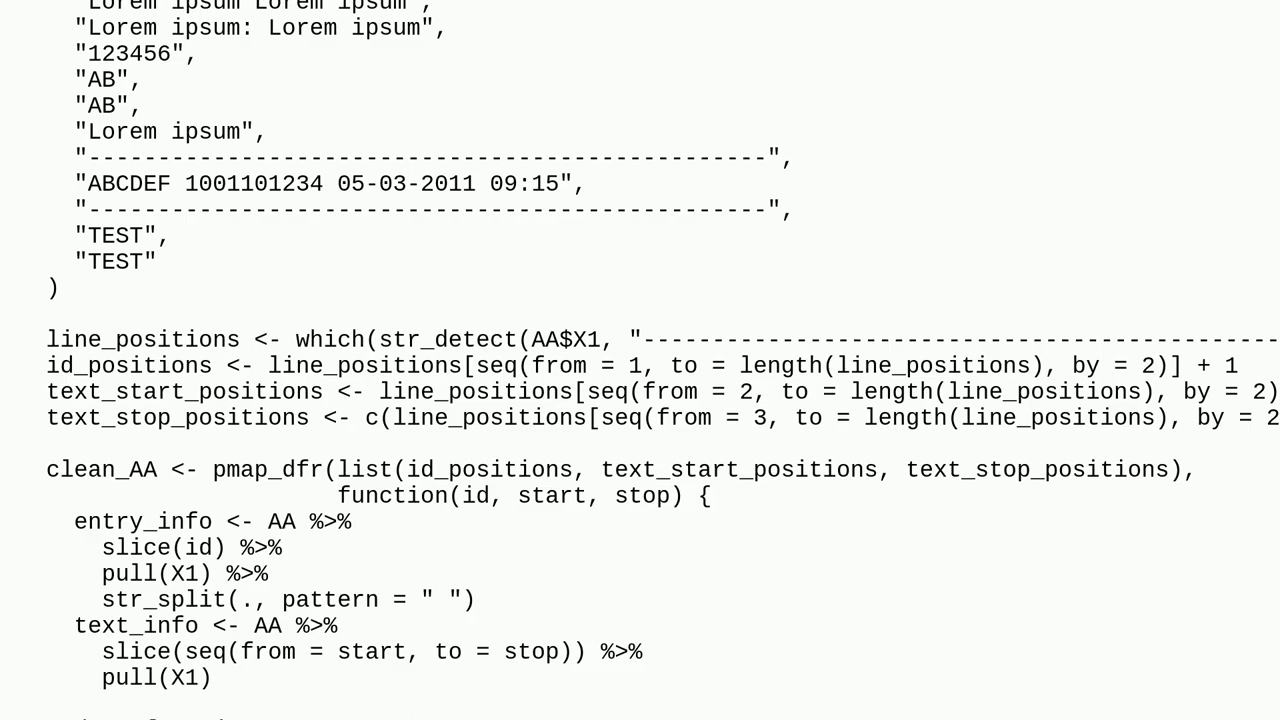 "Lorem ipsum Lorem ipsum",
"Lorem ipsum: Lorem ipsum",
"123456",
"AB",
"AB",
"Lorem ipsum",
"-------------------------------------------------",
"ABCDEF 1001101234 05-03-2011 09:15",
"-------------------------------------------------",
"TEST",
"TEST"
)
line_positions <- which(str_detect(AA$X1, "----------------------------------------------
id_positions <- line_positions[seq(from = 1, to = length(line_positions), by = 2)] + 1
text_start_positions <- line_positions[seq(from = 2, to = length(line_positions), by = 2)
text_stop_positions <- c(line_positions[seq(from = 3, to = length(line_positions), by = 2
clean_AA <- pmap_dfr(list(id_positions, text_start_positions, text_stop_positions),
function(id, start, stop) {
entry_info <- AA %>%
slice(id) %>%
pull(X1) %>%
str_split(., pattern = " ")
text_info <- AA %>%
slice(seq(from = start, to = stop)) %>%
pull(X1)